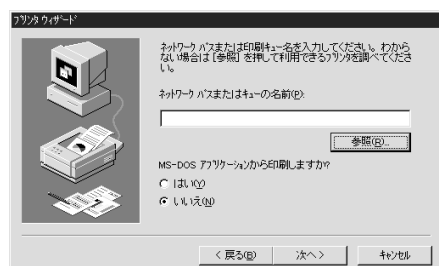 プリンタ ウィザード
ネットワーク パスまたは印刷キュー名を入力してください。わから
ない場合は [参照] を押して利用できるプリンタを調べてくださ
い。
ネットワーク パスまたはキューの名前(P):
参照(R)...
MS-DOS アプリケーションから印刷しますか?
はい(Y)
いいえ(N)
< 戻る(B)
次へ >
キャンセル